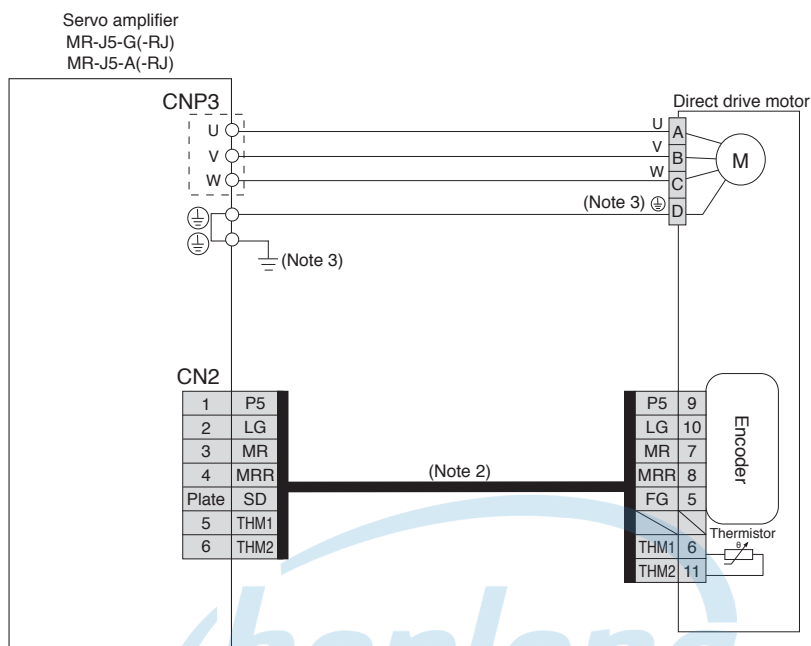 Servo amplifier
MR-J5-G(-RJ)
MR-J5-A(-RJ)
CNP3
Direct drive motor
U U A
V V B M
W W C
(Note 3) D
(Note 3)
CN2
1 P5 P5 9
2 LG LG 10
3 MR MR 7
4 MRR (Note 2) MRR 8
Plate SD FG 5
5 THM1
6 THM2 THM1 6
THM2 11
Encoder
Thermistor
θ